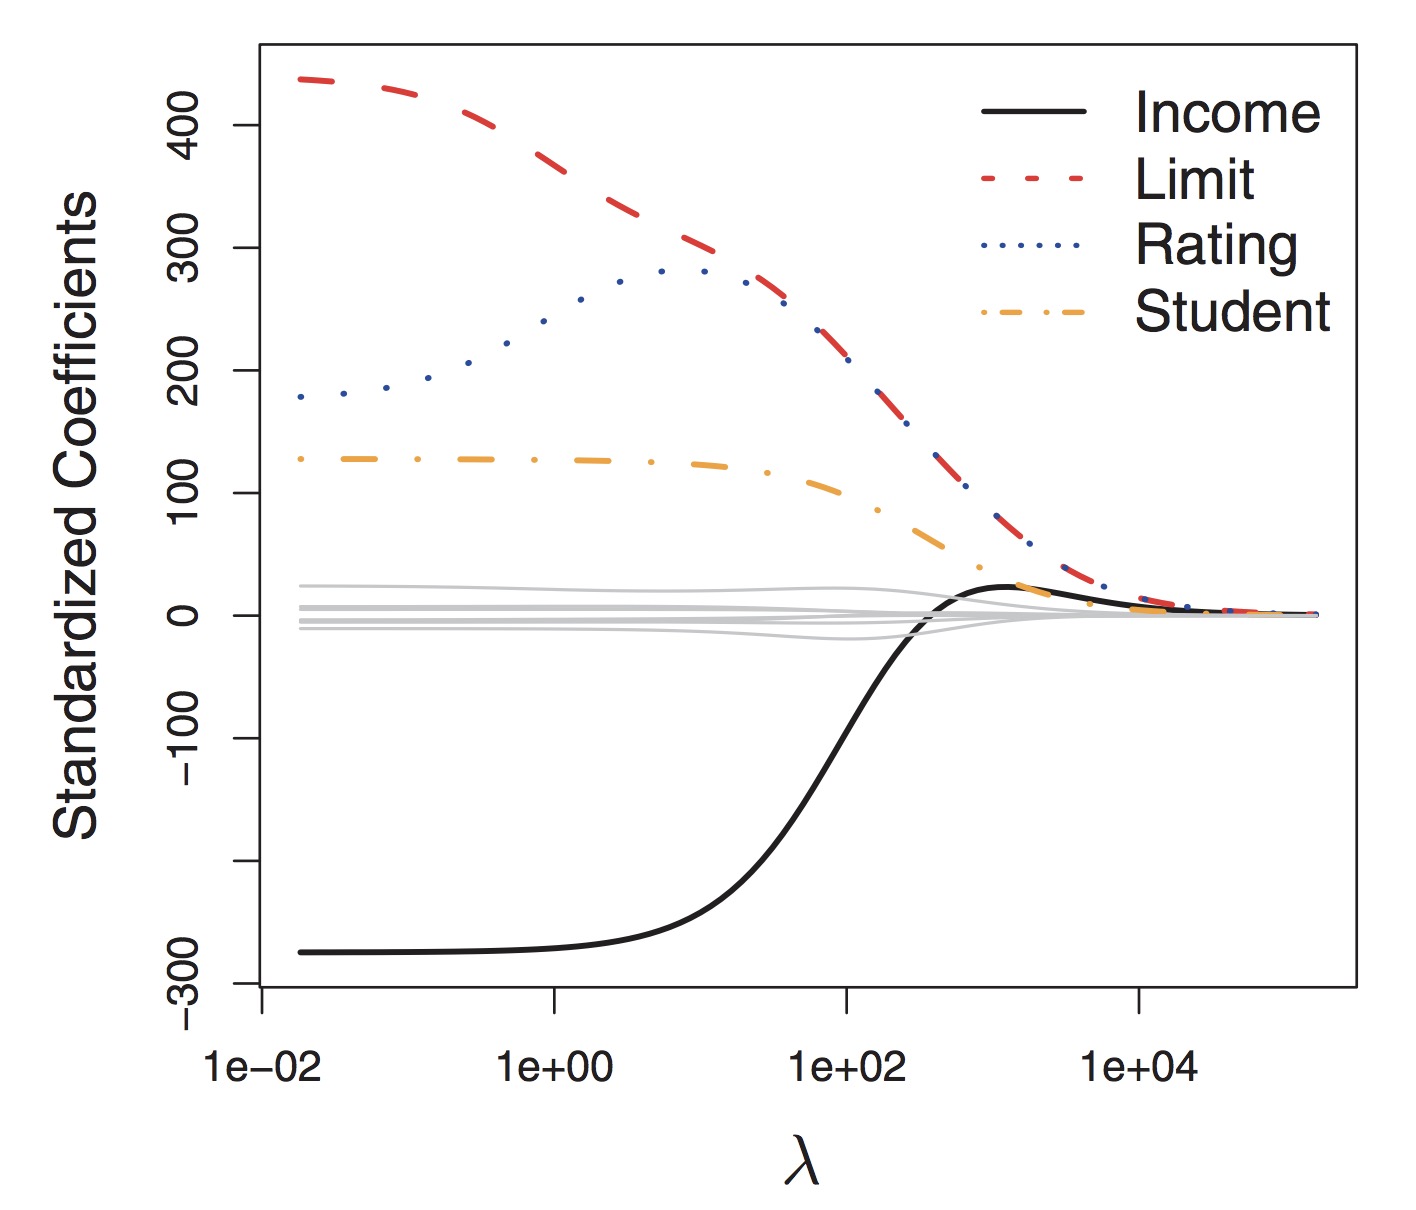 Standardized Coefficients
400
300
200
100
0
−100
−300
Income
Limit
Rating
Student
1e−02 1e+00 1e+02 1e+04
λ